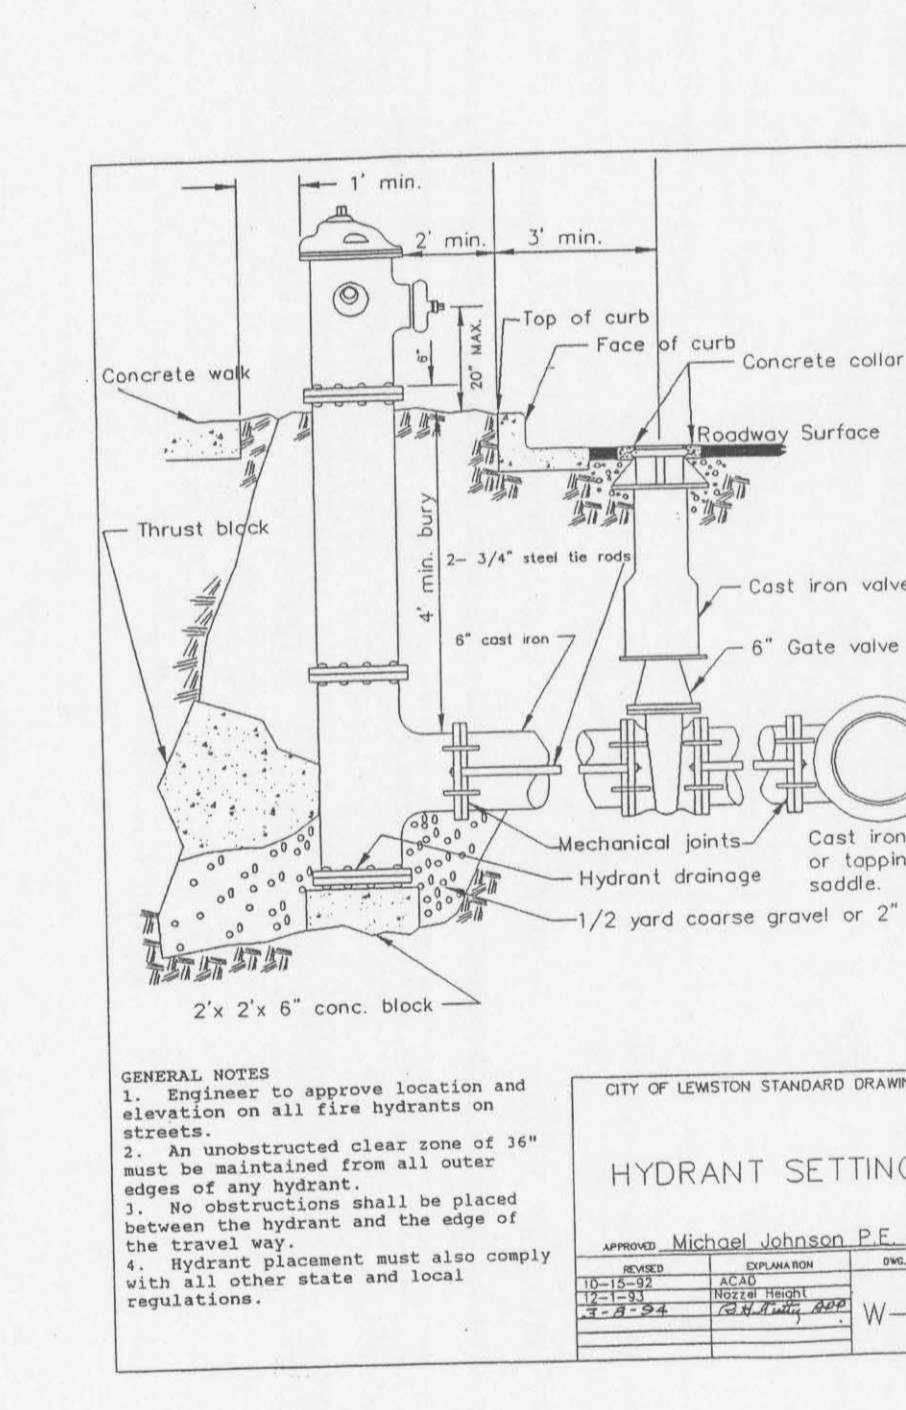 1' min.
2' min.
3' min.
Top of curb
Face of curb
Concrete collar
20" MAX.
6"
Concrete walk
Roadway Surface
Thrust block
4' min. bury
2- 3/4" steel tie rods
Cast iron valve
6" cast iron
6" Gate valve
Mechanical joints
Cast iron
or tappin
saddle.
Hydrant drainage
1/2 yard coarse gravel or 2"
2'x 2'x 6" conc. block
GENERAL NOTES
1. Engineer to approve location and
elevation on all fire hydrants on
streets.
2. An unobstructed clear zone of 36"
must be maintained from all outer
edges of any hydrant.
3. No obstructions shall be placed
between the hydrant and the edge of
the travel way.
4. Hydrant placement must also comply
with all other state and local
regulations.
CITY OF LEWISTON STANDARD DRAWIN
HYDRANT SETTING
APPROVED Michael Johnson P.E.
REVISED EXPLANATION DWG.
10-15-92 ACAD
12-1-93 Nozzel Height
3-8-94
W-